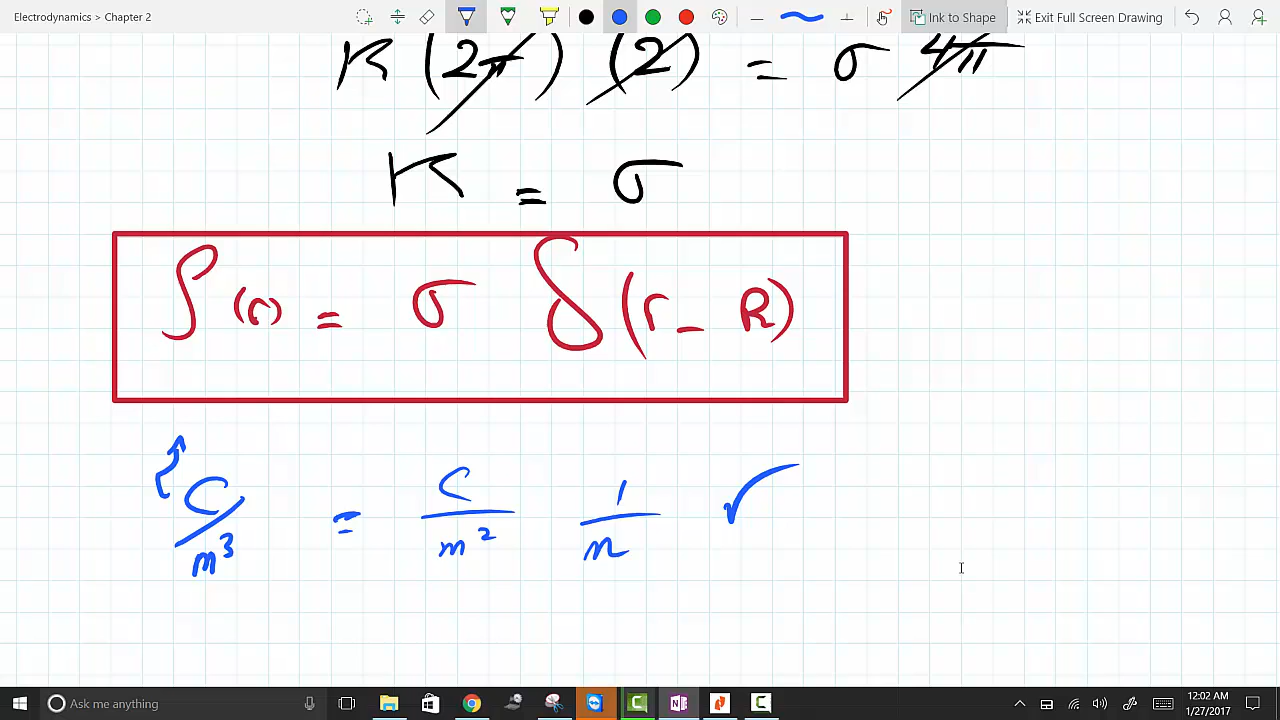 Electrodynamics > Chapter 2
Ink to Shape
Exit Full Screen Drawing
K (2π) (2) = σ 4π
K = σ
ρ (r) = σ δ (r - R)
C/m³ = C/m² 1/m ✓
Ask me anything
12:02 AM
1/27/2017